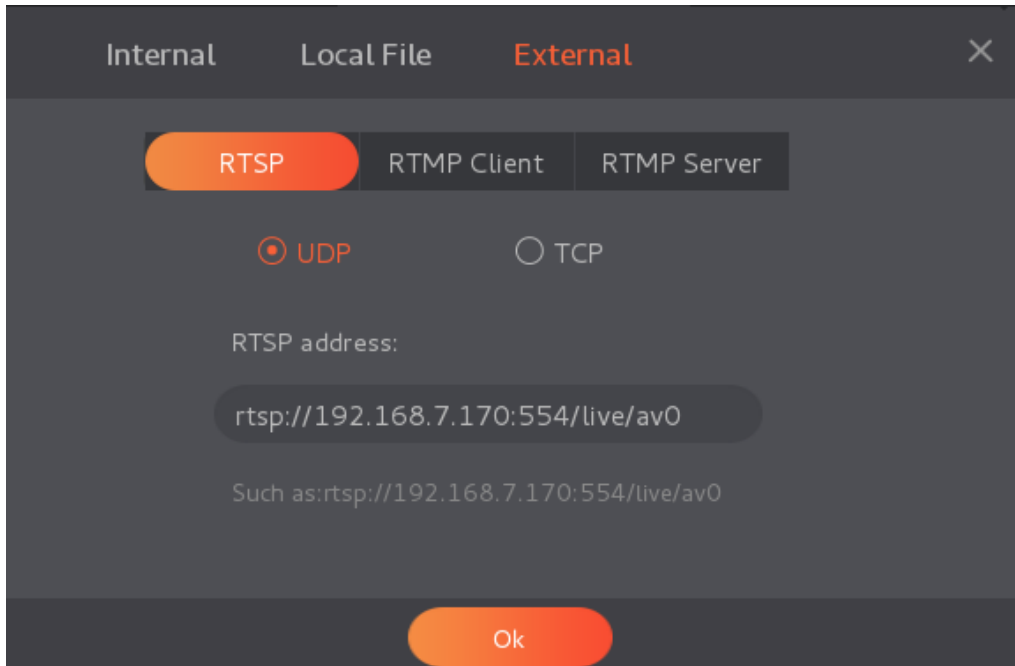 Internal Local File External
RTSP RTMP Client RTMP Server
UDP TCP
RTSP address:
rtsp://192.168.7.170:554/live/av0
Such as:rtsp://192.168.7.170:554/live/av0
Ok